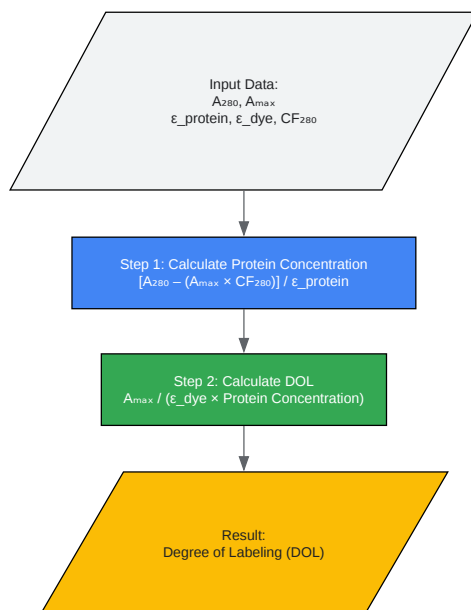 Input Data:
A₂₈₀, Aₘₐₓ
ε_protein, ε_dye, CF₂₈₀
Step 1: Calculate Protein Concentration
[A₂₈₀ – (Aₘₐₓ × CF₂₈₀)] / ε_protein
Step 2: Calculate DOL
Aₘₐₓ / (ε_dye × Protein Concentration)
Result:
Degree of Labeling (DOL)